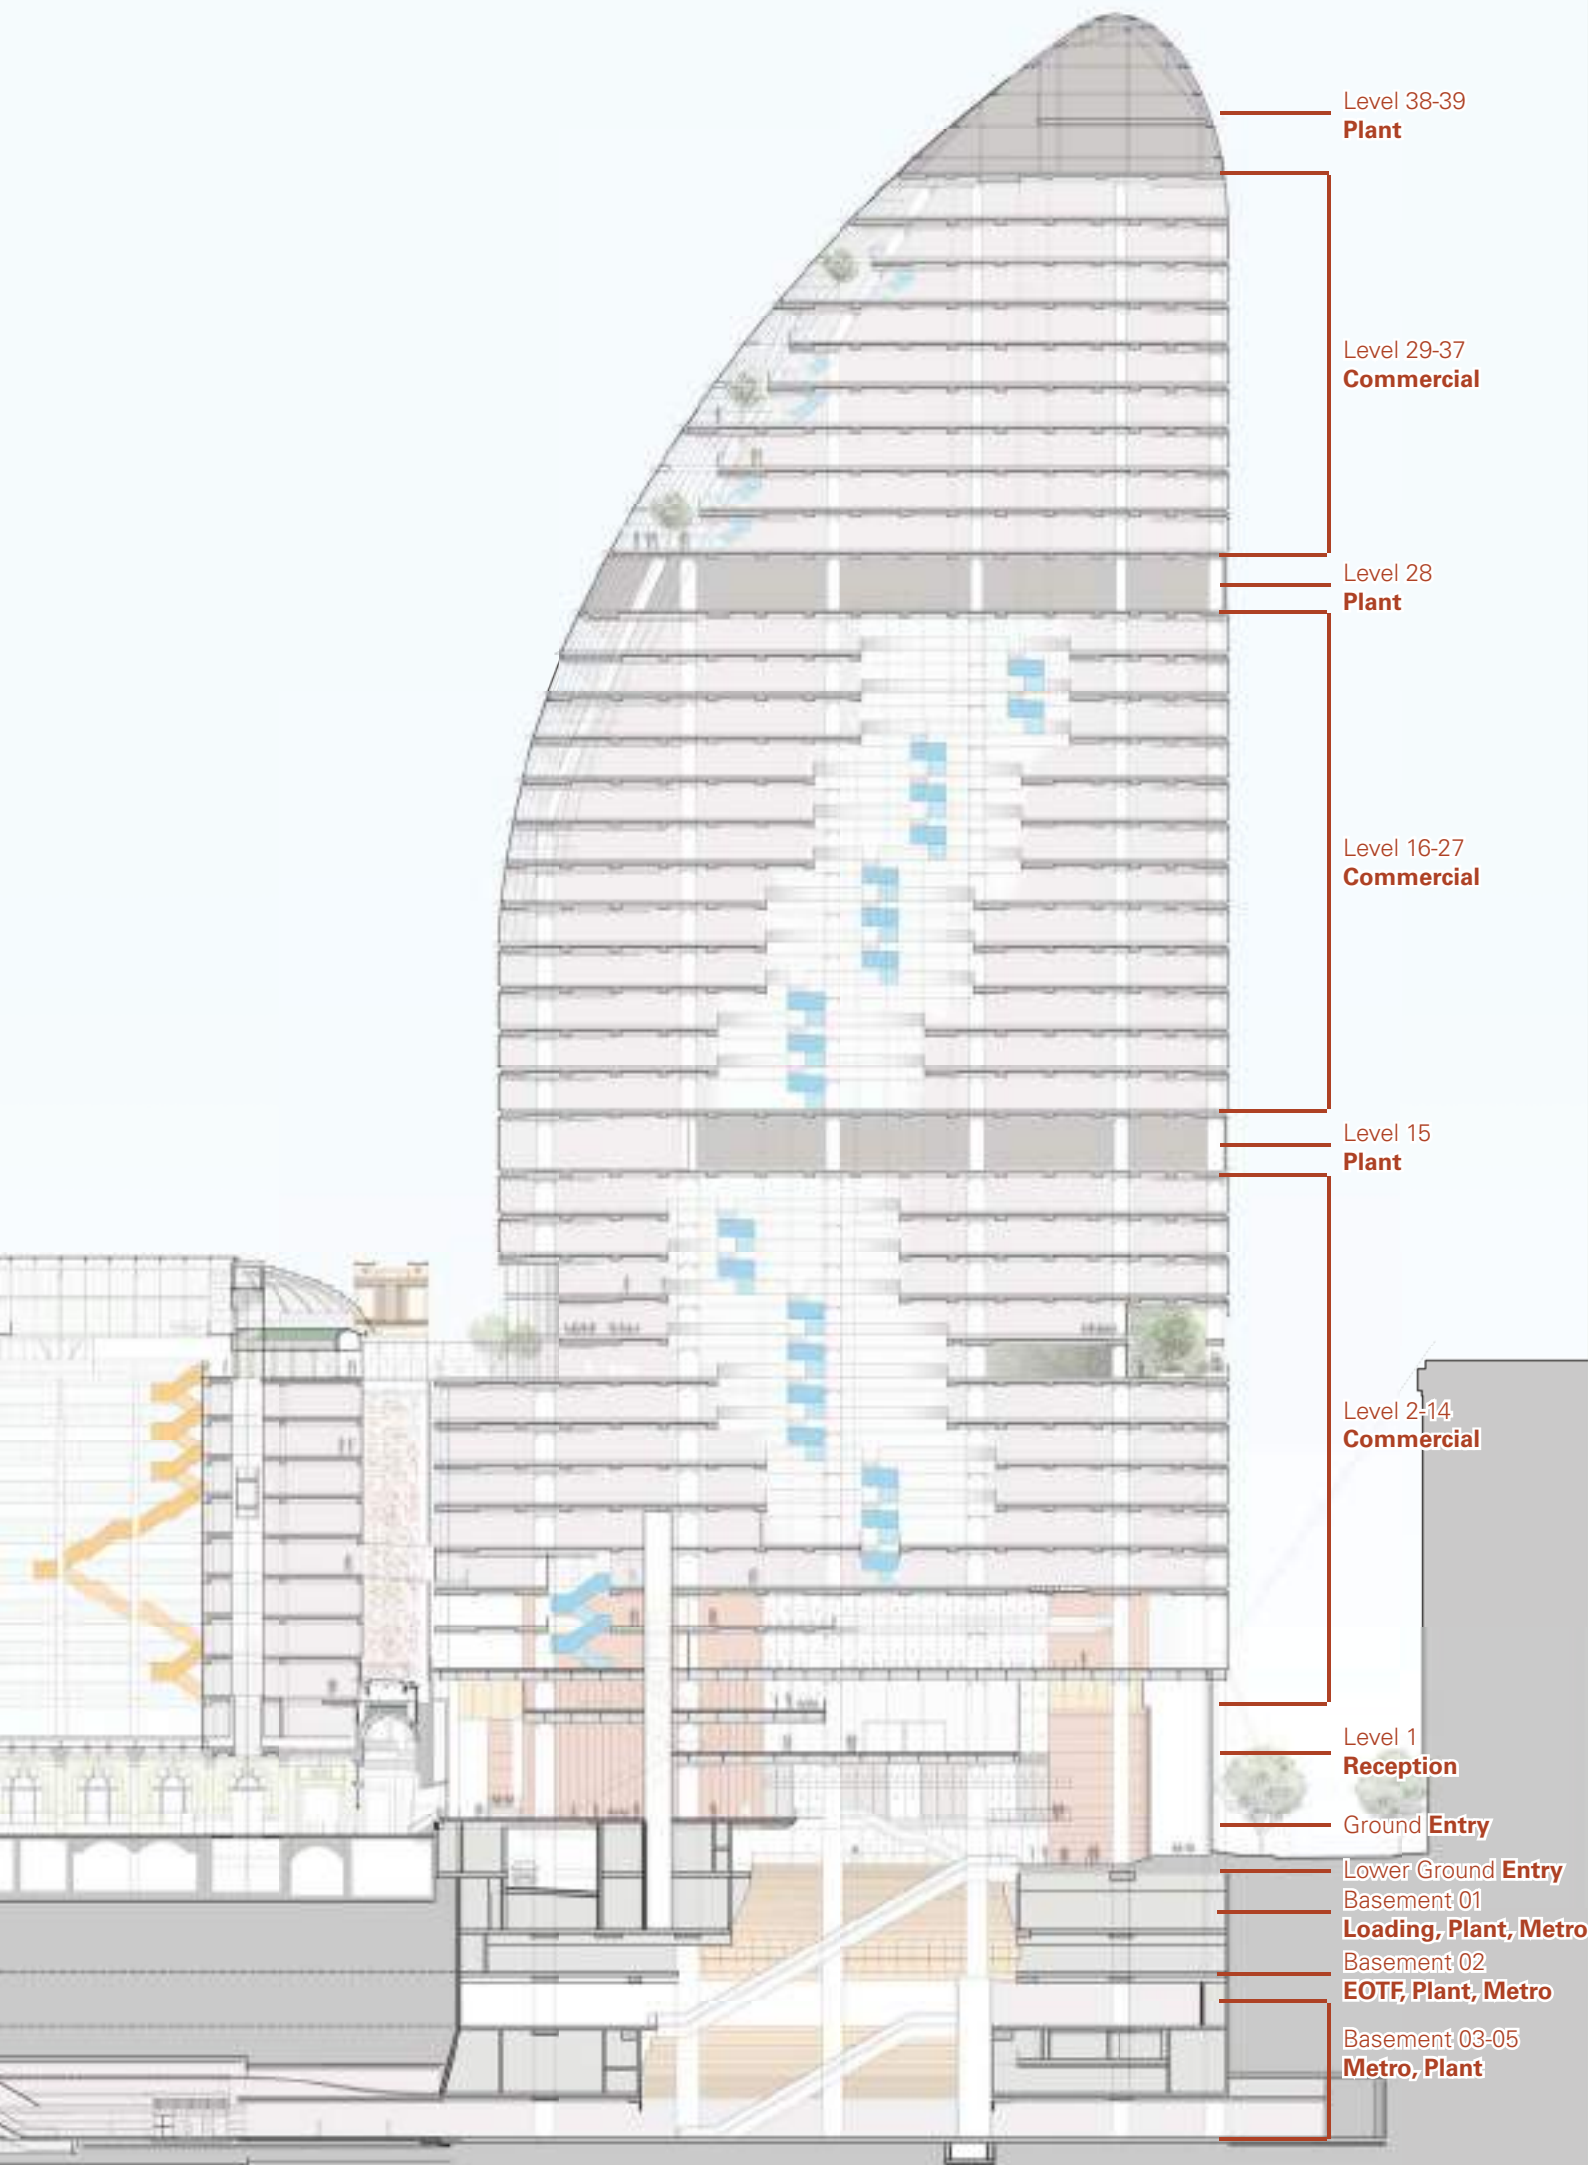 Level 38-39
Plant
Level 29-37
Commercial
Level 28
Plant
Level 16-27
Commercial
Level 15
Plant
Level 2-14
Commercial
Level 1
Reception
Ground Entry
Lower Ground Entry
Basement 01
Loading, Plant, Metro
Basement 02
EOTF, Plant, Metro
Basement 03-05
Metro, Plant